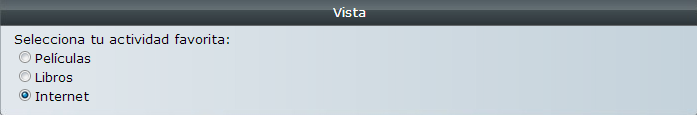 Vista
Selecciona tu actividad favorita:
Películas
Libros
Internet